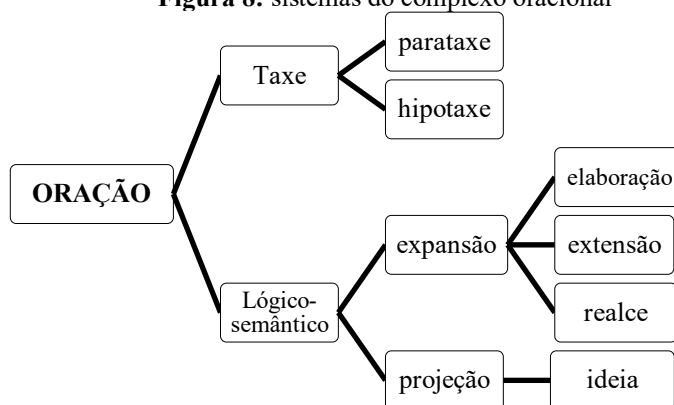 Figura 8: sistemas do complexo oracional
parataxe
Taxe
hipotaxe
elaboração
ORAÇÃO
expansão
extensão
Lógico-
semântico
realce
projeção
ideia